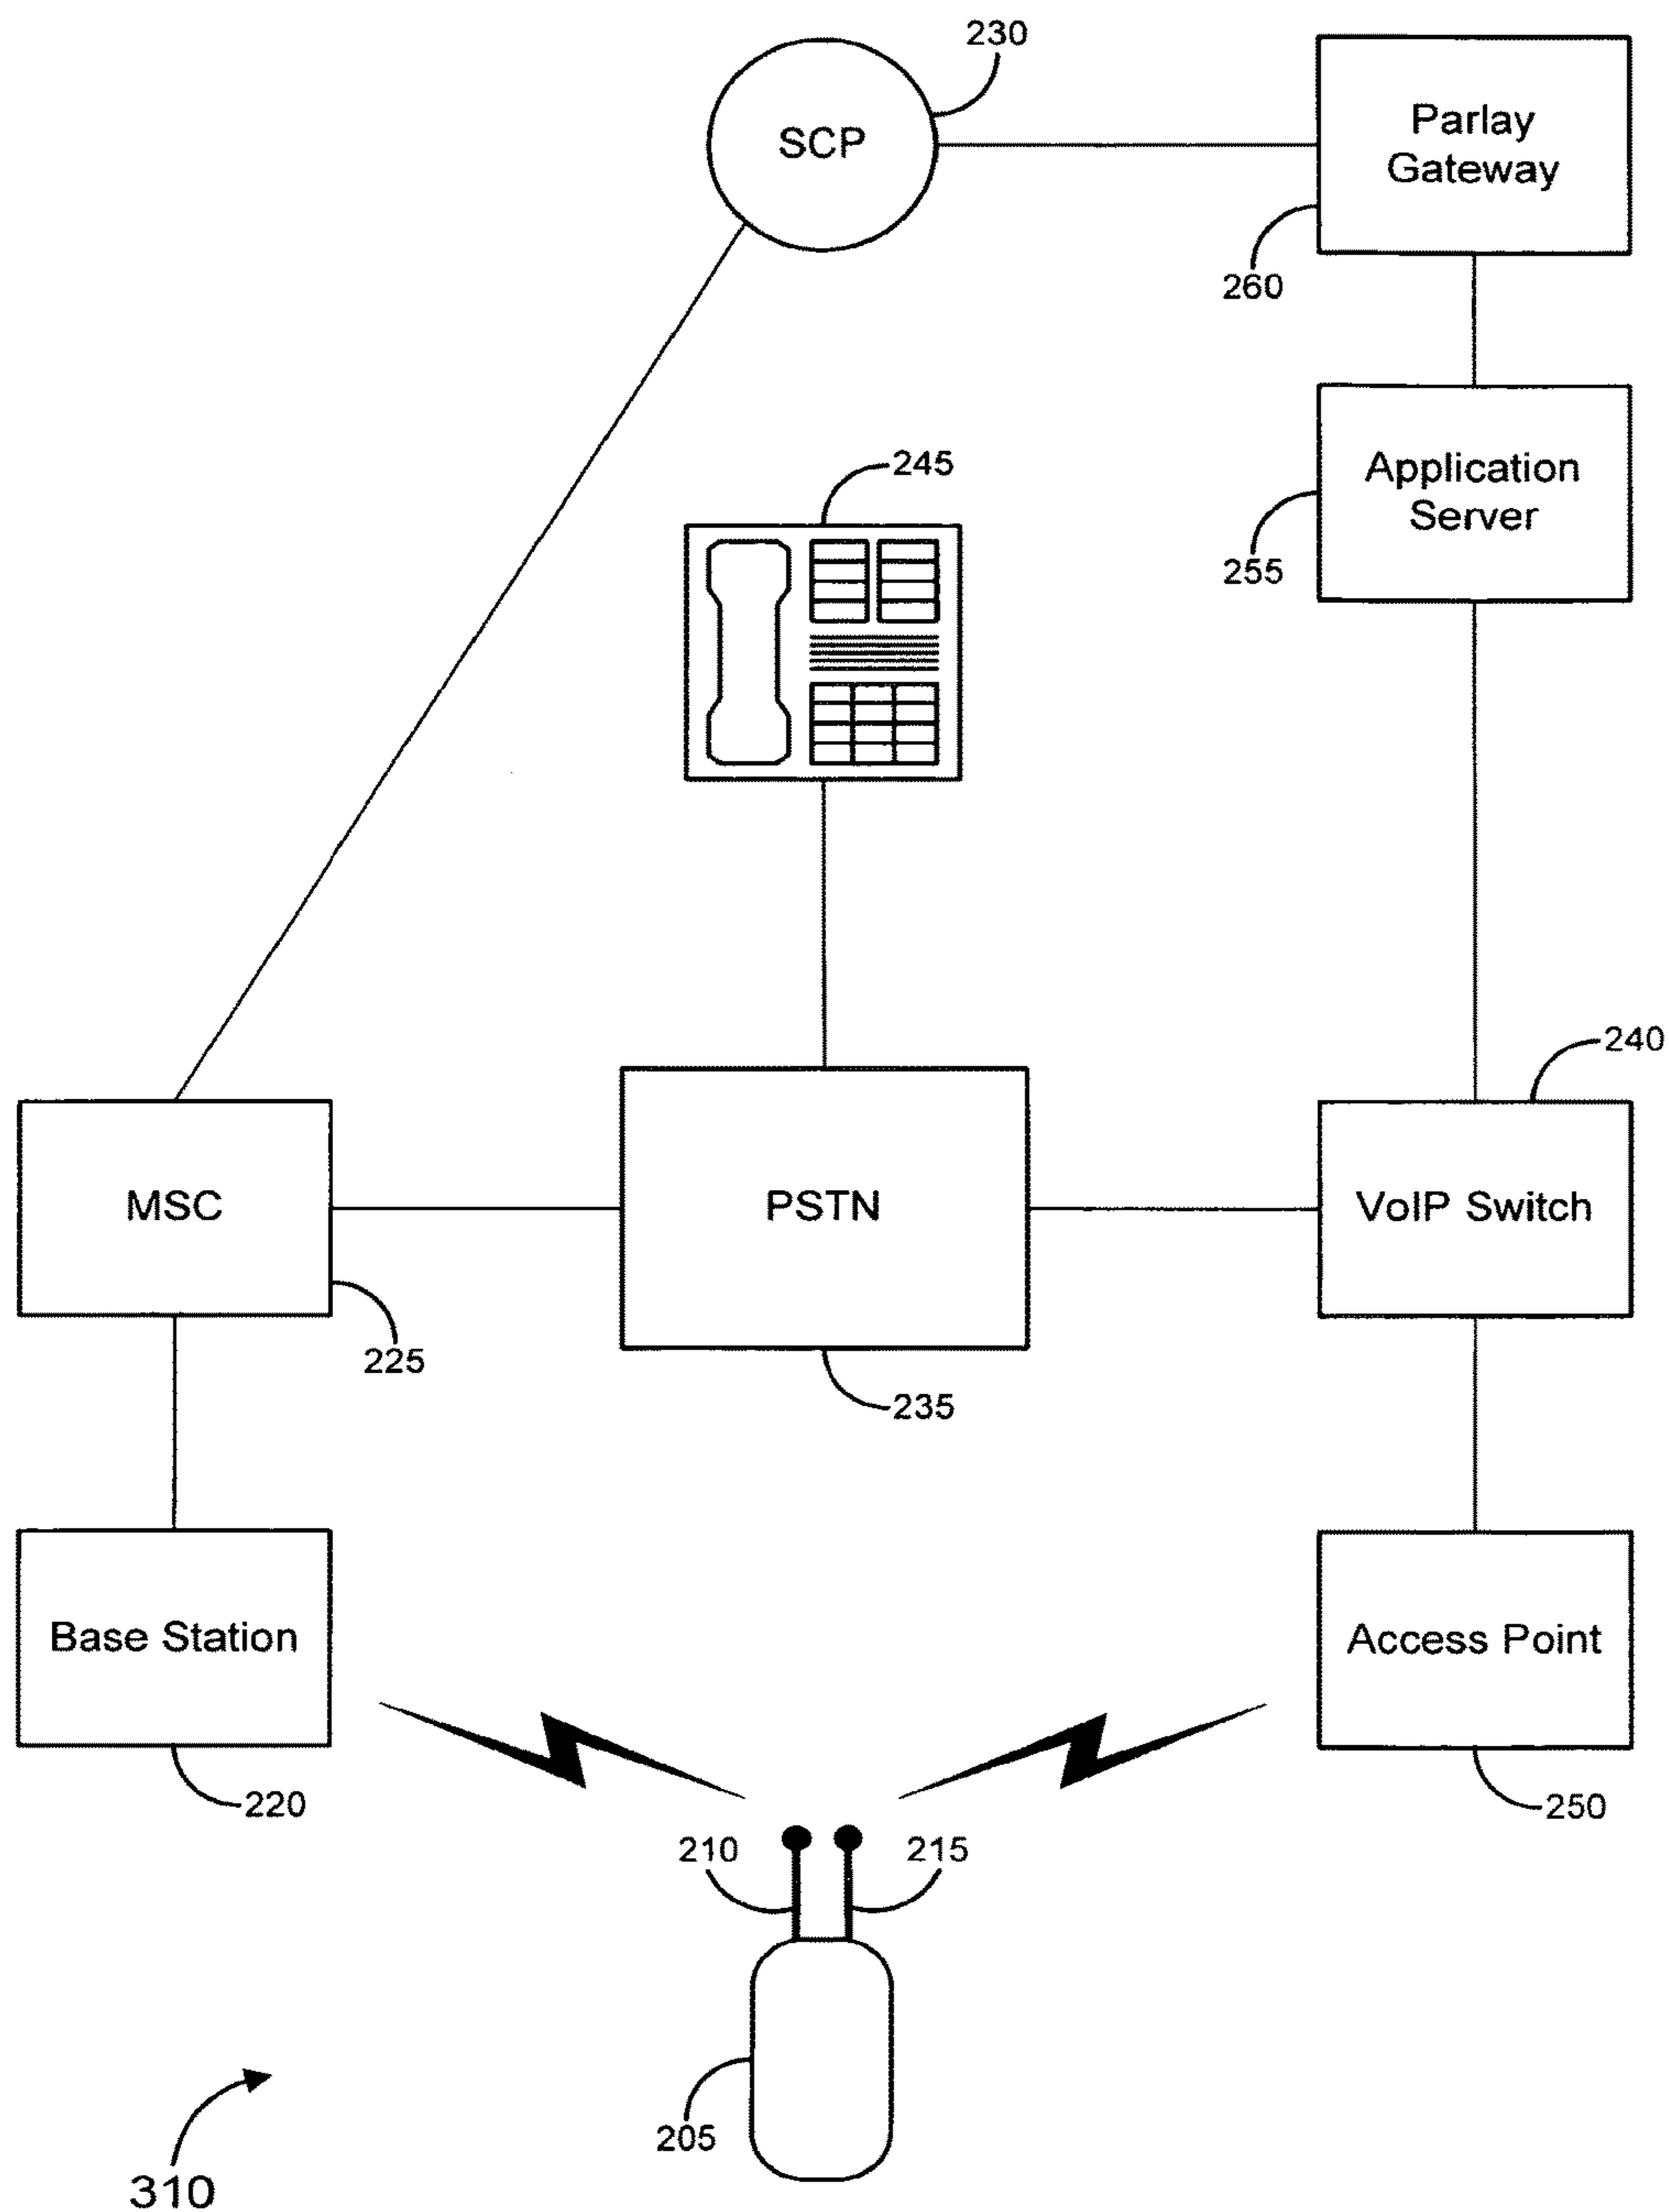 230
SCP
Parlay
Gateway
260
245
Application
Server
255
240
MSC
PSTN
VoIP Switch
225
235
Base Station
Access Point
220
250
210
215
205
310